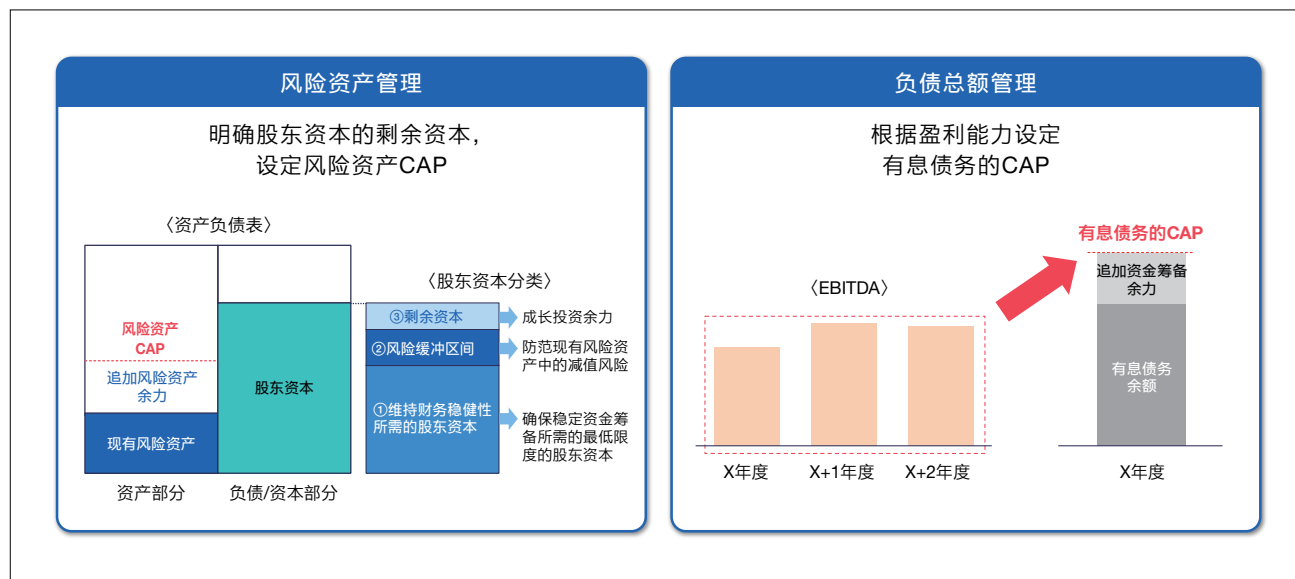 风险资产管理
明确股东资本的剩余资本，
设定风险资产CAP
〈资产负债表〉
〈股东资本分类〉
风险资产
CAP
追加风险资产
余力
现有风险资产
股东资本
③剩余资本
②风险缓冲区间
①维持财务稳健性
所需的股东资本
成长投资余力
防范现有风险资
产中的减值风险
确保稳定资金筹
备所需的最低限
度的股东资本
资产部分
负债/资本部分
负债总额管理
根据盈利能力设定
有息债务的CAP
〈EBITDA〉
X年度
X+1年度
X+2年度
有息债务的CAP
追加资金筹备
余力
有息债务
余额
X年度